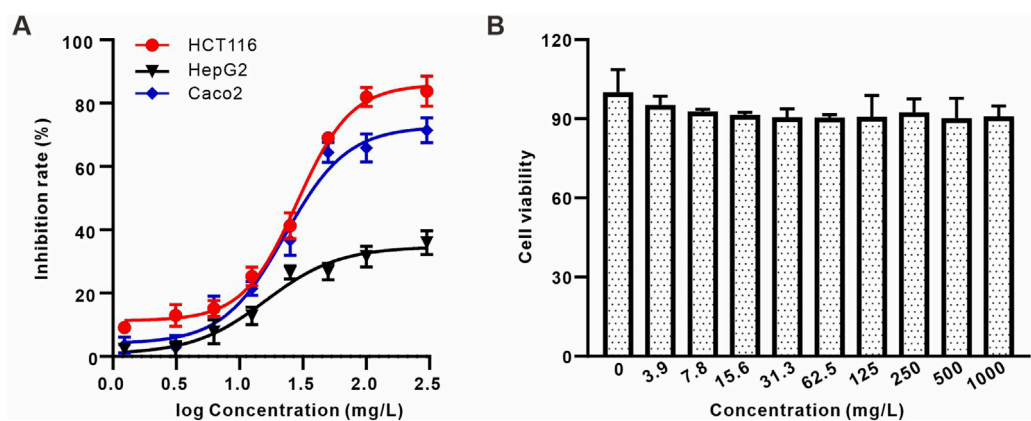 A
100
80
60
40
20
0
Inhibition rate (%)
HCT116
HepG2
Caco2
0.0 0.5 1.0 1.5 2.0 2.5
log Concentration (mg/L)
B
120
90
60
30
0
Cell viability
0 3.9 7.8 15.6 31.3 62.5 125 250 500 1000
Concentration (mg/L)